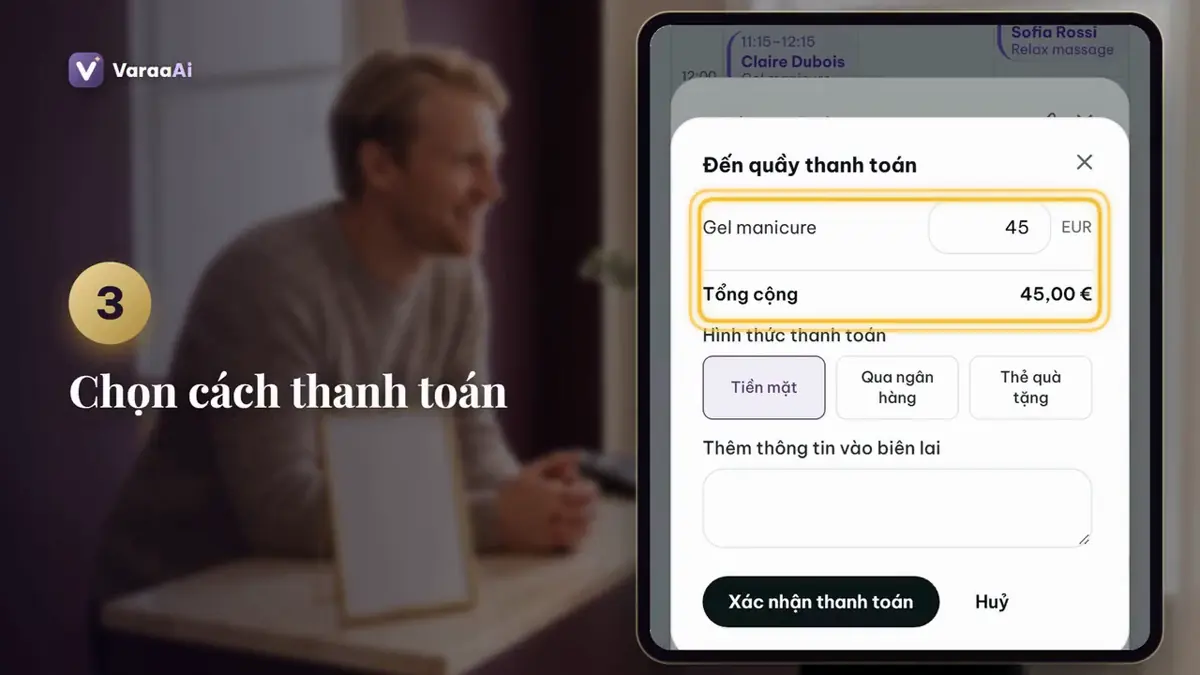 VaraaAi
3
Chọn cách thanh toán
12:00
11:15–12:15
Claire Dubois
Gel manicure
Sofia Rossi
Relax massage
Đến quầy thanh toán
Gel manicure
45
EUR
Tổng cộng
45,00 €
Hình thức thanh toán
Tiền mặt
Qua ngân
hàng
Thẻ quà
tặng
Thêm thông tin vào biên lai
Xác nhận thanh toán
Huỷ